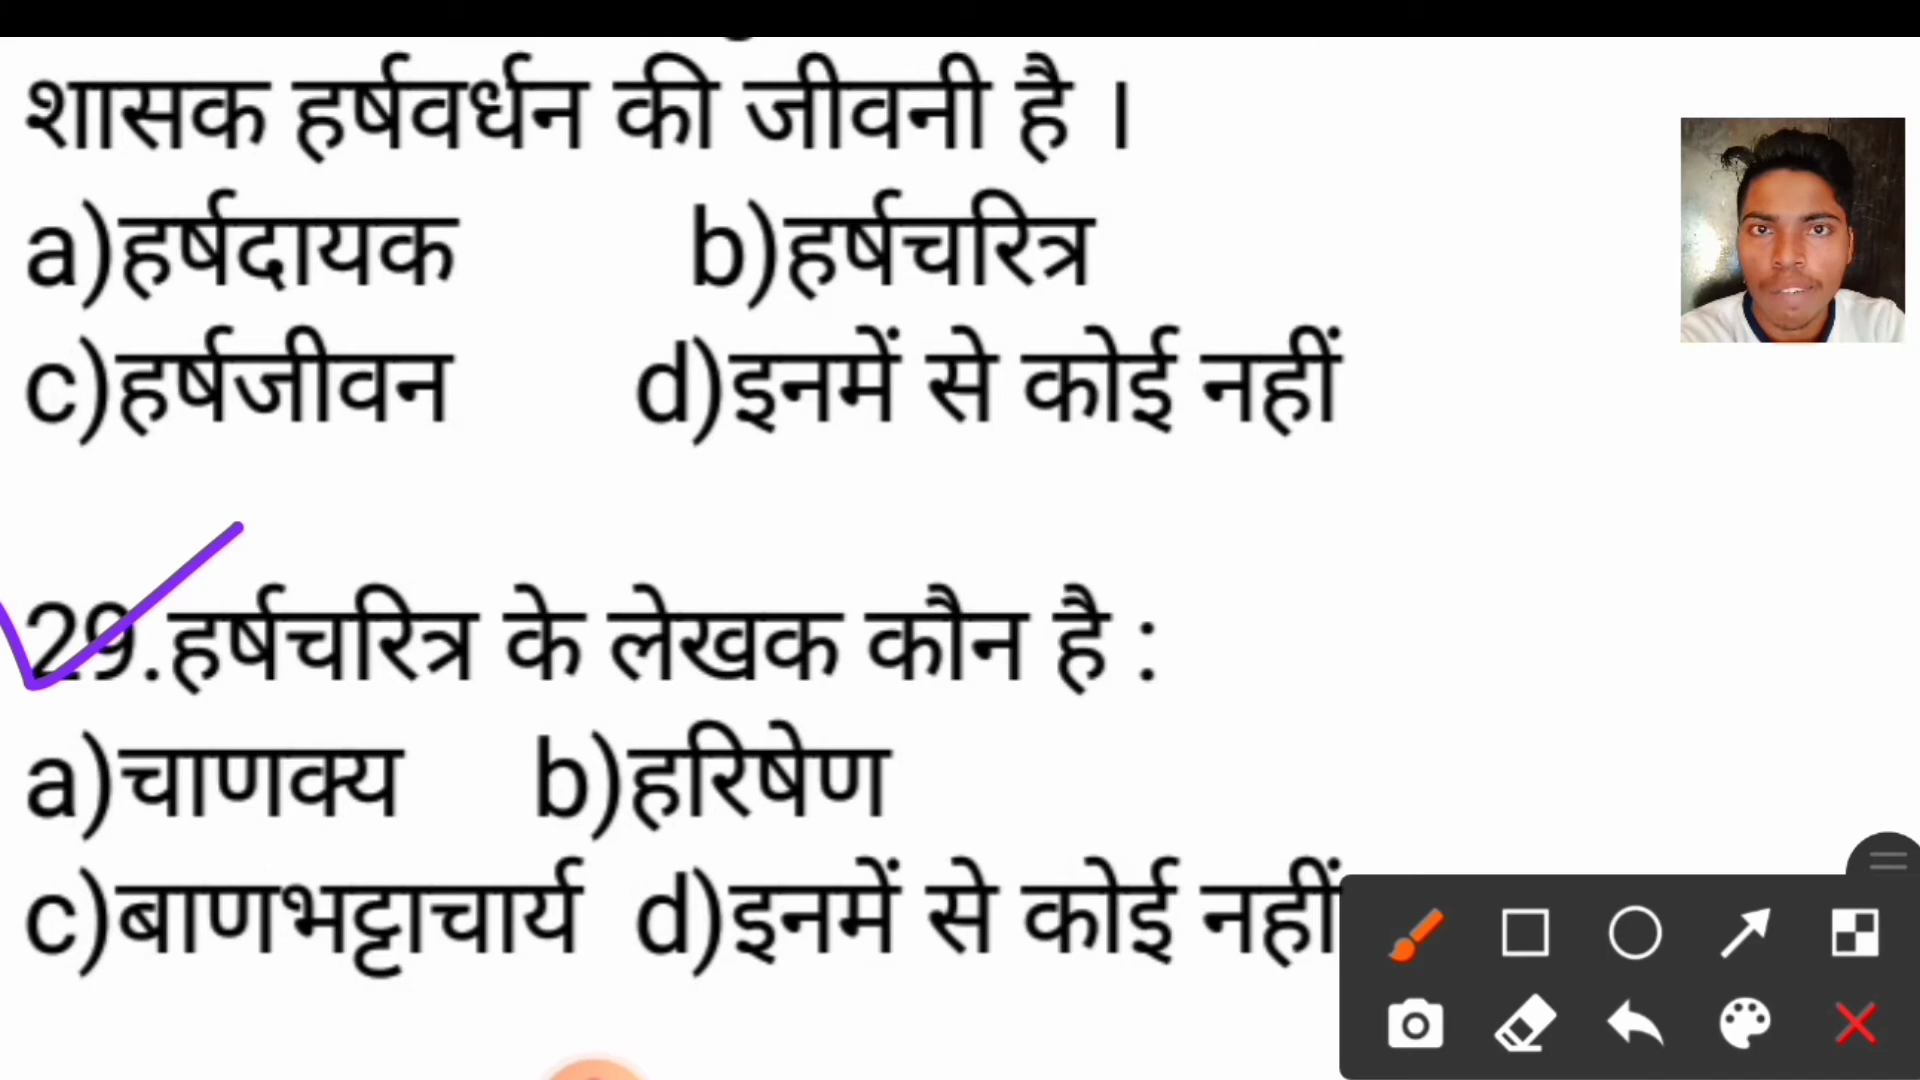 शासक हर्षवर्धन की जीवनी है ।
a)हर्षदायक b)हर्षचरित्र
c)हर्षजीवन d)इनमें से कोई नहीं
29.हर्षचरित्र के लेखक कौन है :
a)चाणक्य b)हरिषेण
c)बाणभट्टाचार्य d)इनमें से कोई नहीं